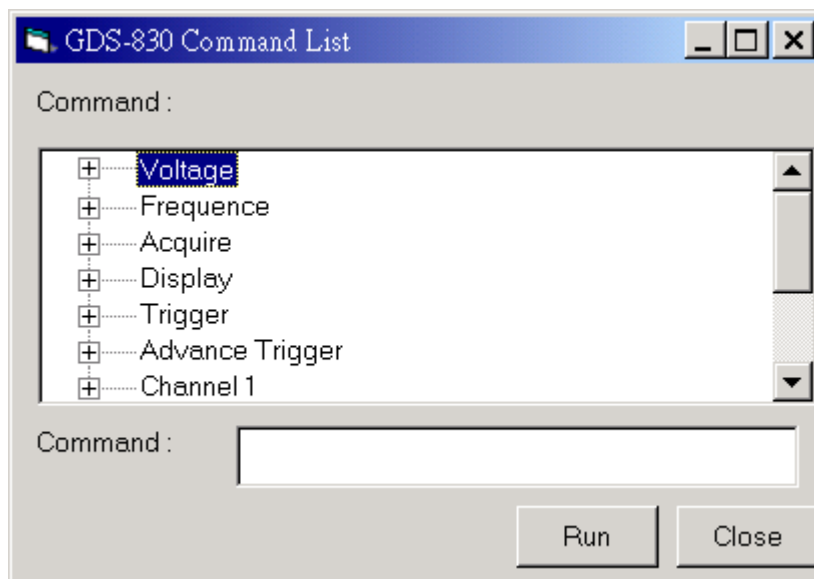 GDS-830 Command List
Command :
Voltage
Frequence
Acquire
Display
Trigger
Advance Trigger
Channel 1
Command :
Run Close